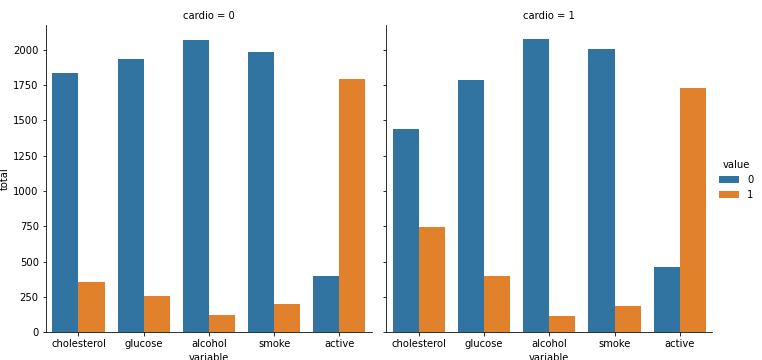 cardio = 0
cardio = 1
total
2000
1750
1500
1250
1000
750
500
250
0
cholesterol glucose alcohol smoke active
variable
cholesterol glucose alcohol smoke active
variable
value
0
1